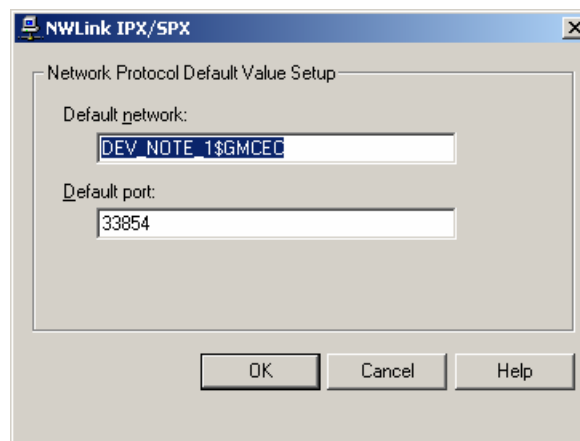 NWLink IPX/SPX
Network Protocol Default Value Setup
Default network:
DEV_NOTE_1$GMCEC
Default port:
33854
OK Cancel Help